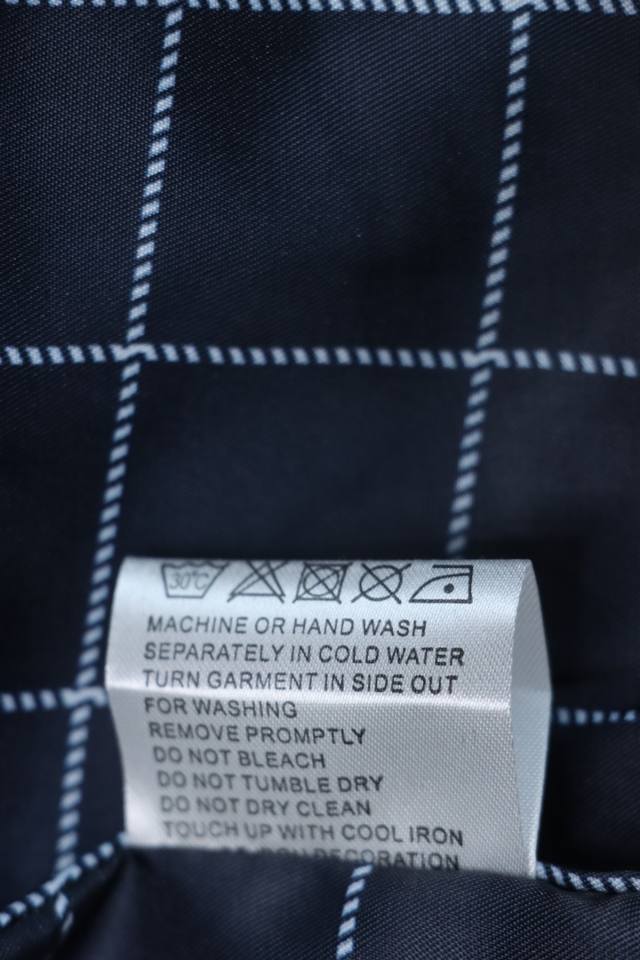 30°C
MACHINE OR HAND WASH
SEPARATELY IN COLD WATER
TURN GARMENT IN SIDE OUT
FOR WASHING
REMOVE PROMPTLY
DO NOT BLEACH
DO NOT TUMBLE DRY
DO NOT DRY CLEAN
TOUCH UP WITH COOL IRON
DECORATION